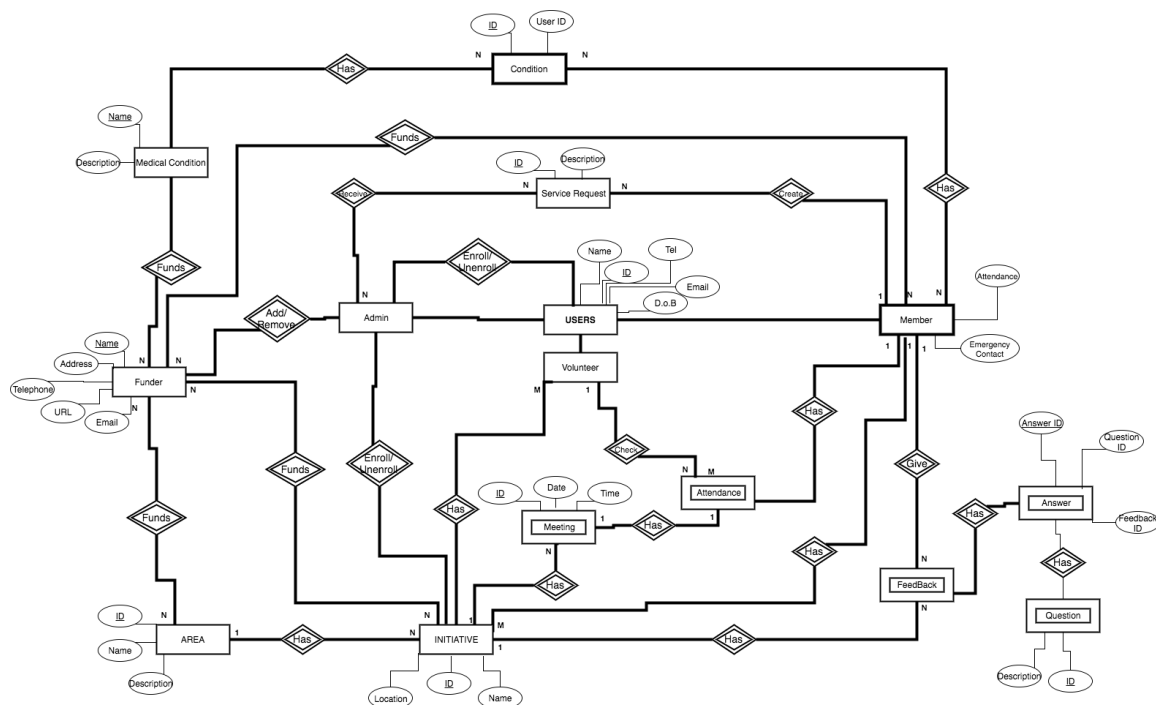 ID
User ID
N
N
Has
Condition
Name
Funds
Description
Medical Condition
ID
Description
Receive
N
Service Request
N
Create
Has
Funds
Enroll/
Unenroll
Name
Tel
ID
Email
D.o.B
Attendance
N
1
N
N
Add/
Remove
Admin
USERS
Member
Name
Address
N
N
Telephone
Funder
N
URL
Email
N
Volunteer
M
1
1
1
1
Emergency
Contact
Has
Answer ID
Question
ID
Check
Enroll/
Unenroll
Funds
N
M
Give
Date
ID
Time
Attendance
Has
Answer
Funds
Meeting
1
Has
1
Has
Feedback
ID
N
Has
Has
Has
N
FeedBack
N
Question
N
ID
N
1
M
AREA
1
Has
N
INITIATIVE
1
Has
Name
Description
Location
ID
Name
Description
ID